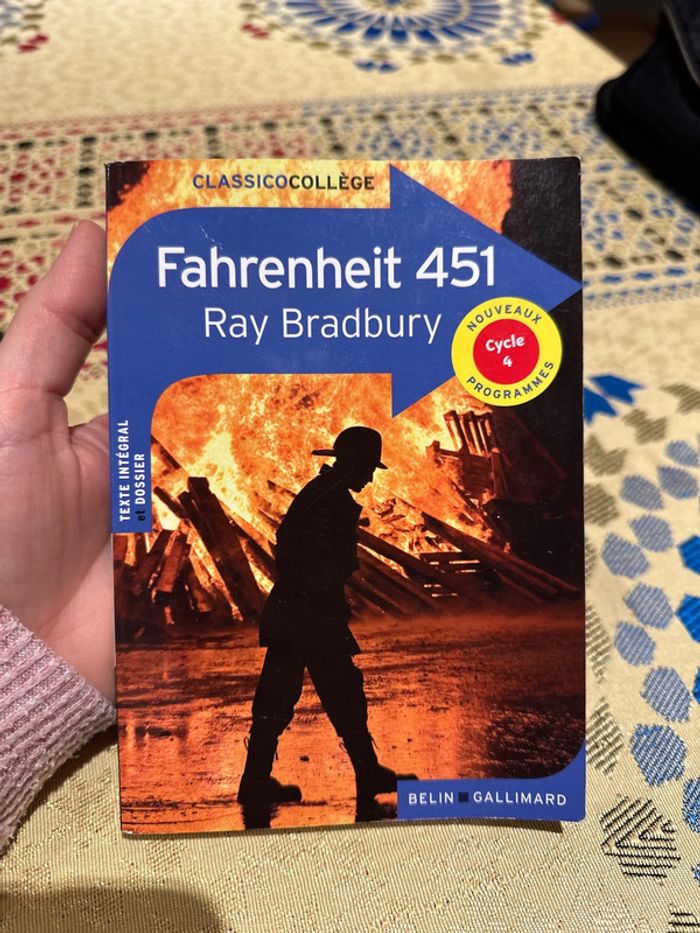 CLASSICOCOLLÈGE
Fahrenheit 451
Ray Bradbury
NOUVEAUX
Cycle
4
PROGRAMMES
TEXTE INTÉGRAL
et DOSSIER
BELIN ■ GALLIMARD